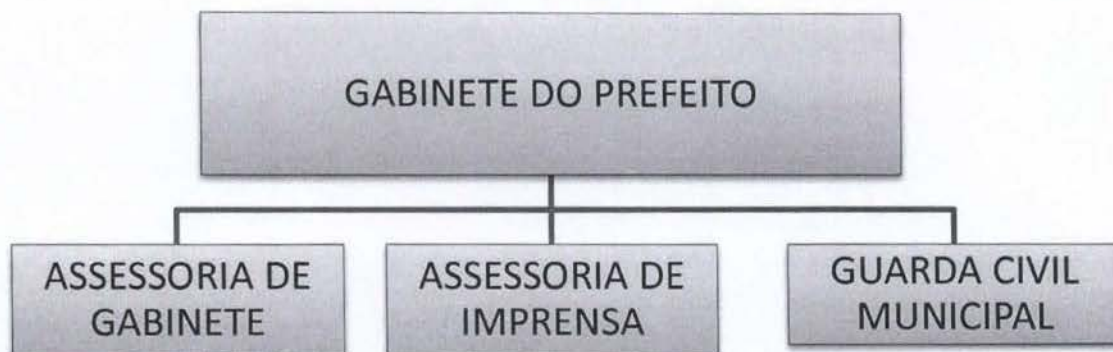 GABINETE DO PREFEITO
ASSESSORIA DE
GABINETE
ASSESSORIA DE
IMPRENSA
GUARDA CIVIL
MUNICIPAL